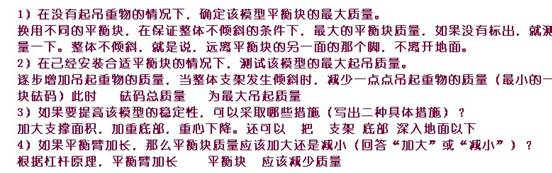 1）在没有起吊重物的情况下，确定该模型平衡块的最大质量。
换用不同的平衡块，在保证整体不倾斜的条件下，最大的平衡块质量，如果没有标出，就测
量一下。整体不倾斜，就是说，远离平衡块的另一面的那个脚，不离开地面。
2）在已经安装合适平衡块的情况下，测试该模型的最大起吊质量。
逐步增加吊起重物的质量，当整体支架发生倾斜时，减少一点点吊起重物的质量（最小的一
块砝码）此时 砝码总质量 为最大吊起质量
3）如果要提高该模型的稳定性，可以采取哪些措施（写出二种具体措施）？
加大支撑面积，加重底部，重心下降。还可以 把 支架 底部 深入地面以下
4）如果平衡臂加长，那么平衡块质量应该加大还是减小（回答“加大”或“减小”）？
根据杠杆原理，平衡臂加长 平衡块 应该减少质量